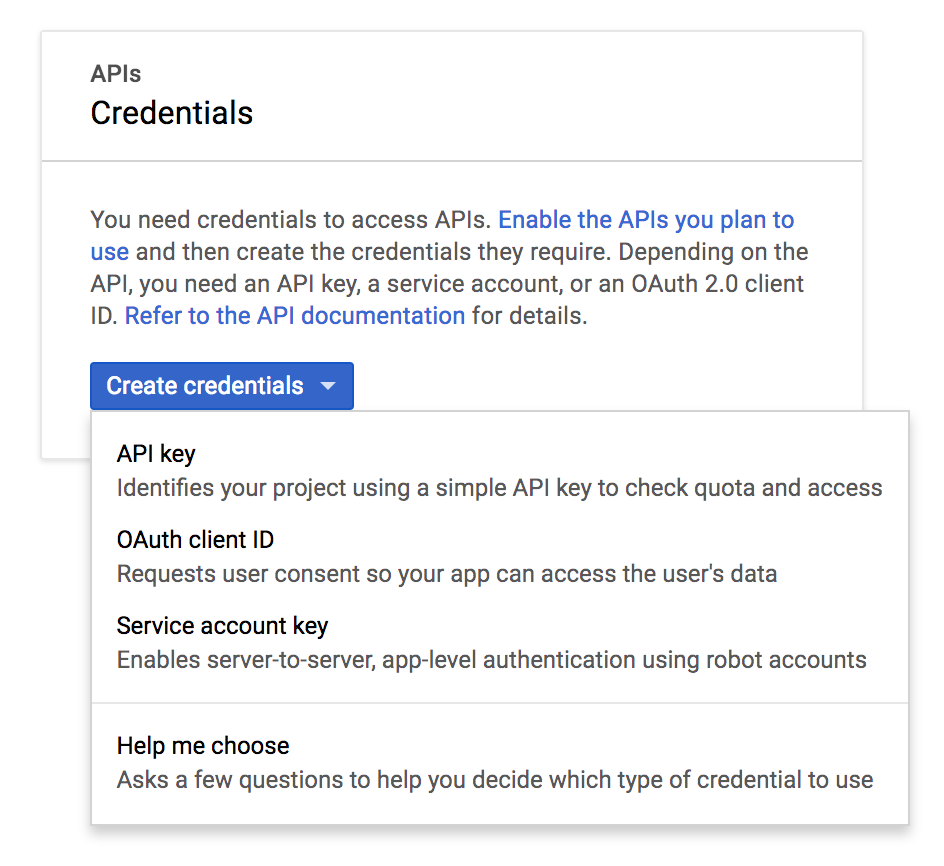 APIs
Credentials
You need credentials to access APIs. Enable the APIs you plan to
use and then create the credentials they require. Depending on the
API, you need an API key, a service account, or an OAuth 2.0 client
ID. Refer to the API documentation for details.
Create credentials
API key
Identifies your project using a simple API key to check quota and access
OAuth client ID
Requests user consent so your app can access the user's data
Service account key
Enables server-to-server, app-level authentication using robot accounts
Help me choose
Asks a few questions to help you decide which type of credential to use